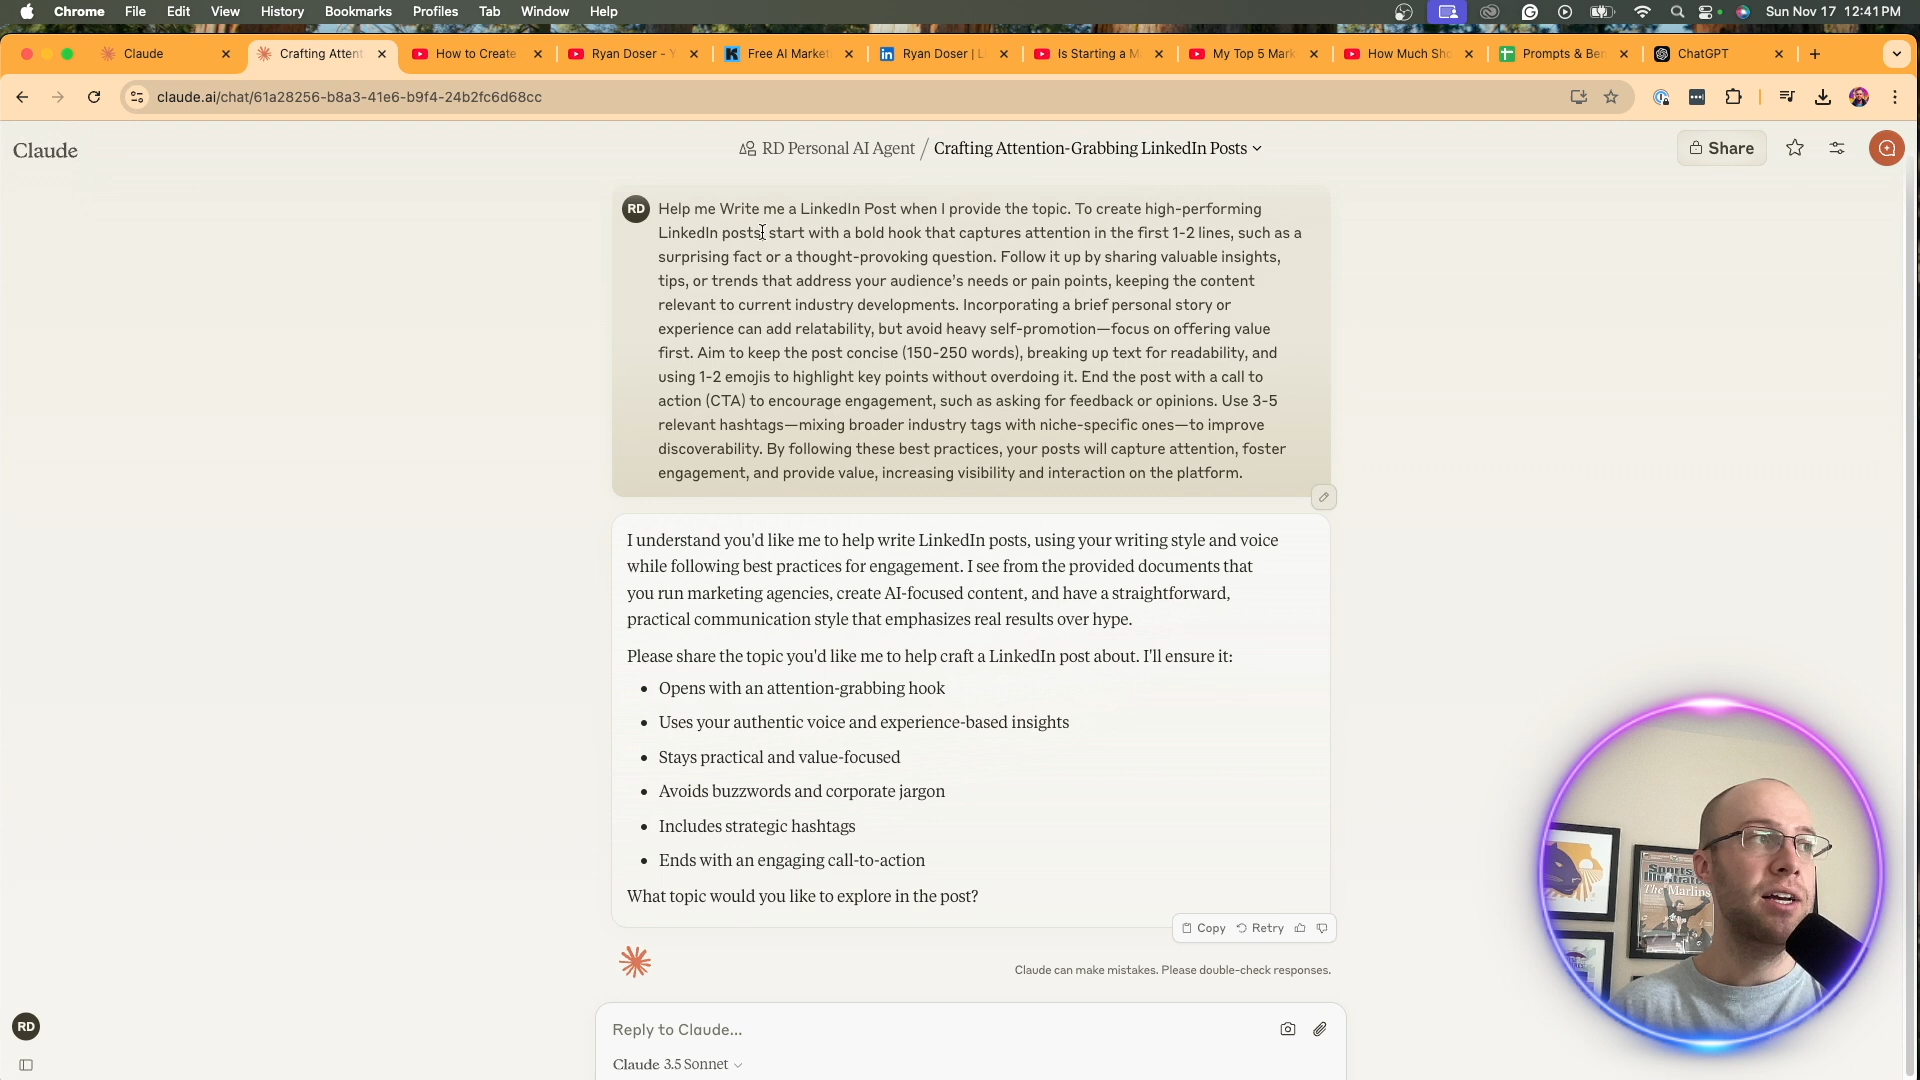 Chrome File Edit View History Bookmarks Profiles Tab Window Help Sun Nov 17 12:41 PM
Claude Crafting Atten How to Create Ryan Doser - Y Free AI Market Ryan Doser | L Is Starting a M My Top 5 Mark How Much Sho Prompts & Ben ChatGPT
claude.ai/chat/61a28256-b8a3-41e6-b9f4-24b2fc6d68cc
Claude RD Personal AI Agent / Crafting Attention-Grabbing LinkedIn Posts Share
RD
Help me Write me a LinkedIn Post when I provide the topic. To create high-performing
LinkedIn posts, start with a bold hook that captures attention in the first 1-2 lines, such as a
surprising fact or a thought-provoking question. Follow it up by sharing valuable insights,
tips, or trends that address your audience's needs or pain points, keeping the content
relevant to current industry developments. Incorporating a brief personal story or
experience can add relatability, but avoid heavy self-promotion—focus on offering value
first. Aim to keep the post concise (150-250 words), breaking up text for readability, and
using 1-2 emojis to highlight key points without overdoing it. End the post with a call to
action (CTA) to encourage engagement, such as asking for feedback or opinions. Use 3-5
relevant hashtags—mixing broader industry tags with niche-specific ones—to improve
discoverability. By following these best practices, your posts will capture attention, foster
engagement, and provide value, increasing visibility and interaction on the platform.
I understand you'd like me to help write LinkedIn posts, using your writing style and voice
while following best practices for engagement. I see from the provided documents that
you run marketing agencies, create AI-focused content, and have a straightforward,
practical communication style that emphasizes real results over hype.
Please share the topic you'd like me to help craft a LinkedIn post about. I'll ensure it:
• Opens with an attention-grabbing hook
• Uses your authentic voice and experience-based insights
• Stays practical and value-focused
• Avoids buzzwords and corporate jargon
• Includes strategic hashtags
• Ends with an engaging call-to-action
What topic would you like to explore in the post?
Copy Retry
Claude can make mistakes. Please double-check responses.
Reply to Claude...
Claude 3.5 Sonnet
RD
Sports
Illustrated
The Marlins